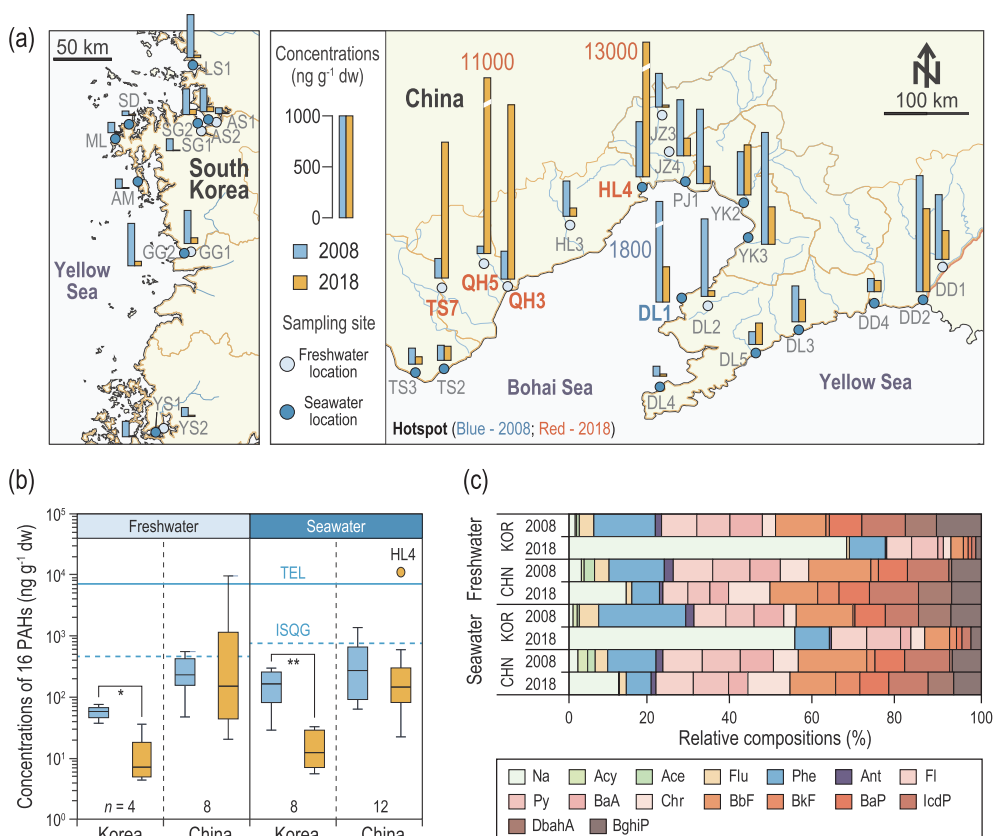 (a)
50 km
LS1
SD
ML
SG2
AS1
AS2
SG1
South
Korea
AM
GG2
GG1
Yellow
Sea
YS1
YS2
Concentrations
(ng g⁻¹ dw)
1000
500
0
2008
2018
Sampling site
Freshwater
location
Seawater
location
China
11000
13000
N
100 km
JZ3
JZ4
HL4
PJ1
HL3
YK2
YK3
1800
QH5
QH3
TS7
DL1
DL2
DD1
DD2
DD4
DL3
DL5
DL4
TS3
TS2
Bohai Sea
Yellow Sea
Hotspot (Blue - 2008; Red - 2018)
(b)
Concentrations of 16 PAHs (ng g⁻¹ dw)
10⁵
10⁴
10³
10²
10¹
10⁰
Freshwater
Seawater
HL4
TEL
ISQG
*
**
n = 4
8
8
12
Korea
China
Korea
China
(c)
Freshwater
Seawater
KOR
CHN
KOR
CHN
2008
2018
2008
2018
2008
2018
2008
2018
0
20
40
60
80
100
Relative compositions (%)
Na
Acy
Ace
Flu
Phe
Ant
Fl
Py
BaA
Chr
BbF
BkF
BaP
IcdP
DbahA
BghiP